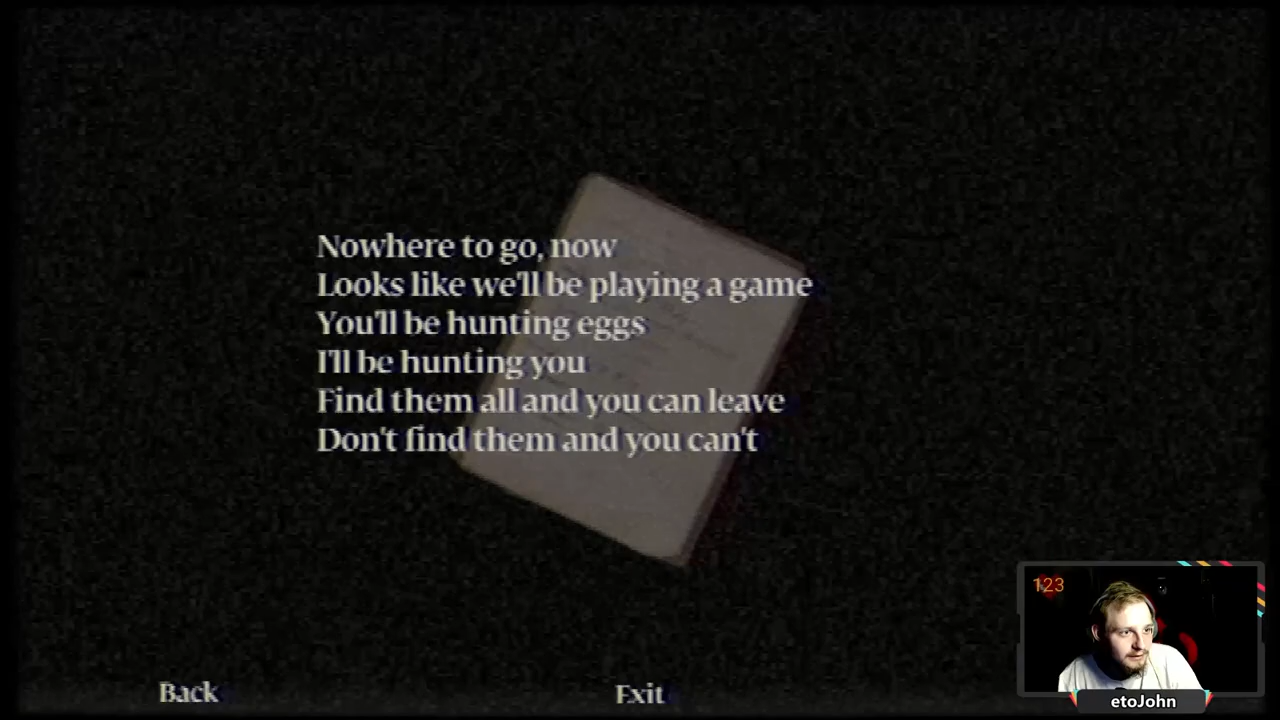 Nowhere to go, now
Looks like we'll be playing a game
You'll be hunting eggs
I'll be hunting you
Find them all and you can leave
Don't find them and you can't
123
Back
Exit
etoJohn